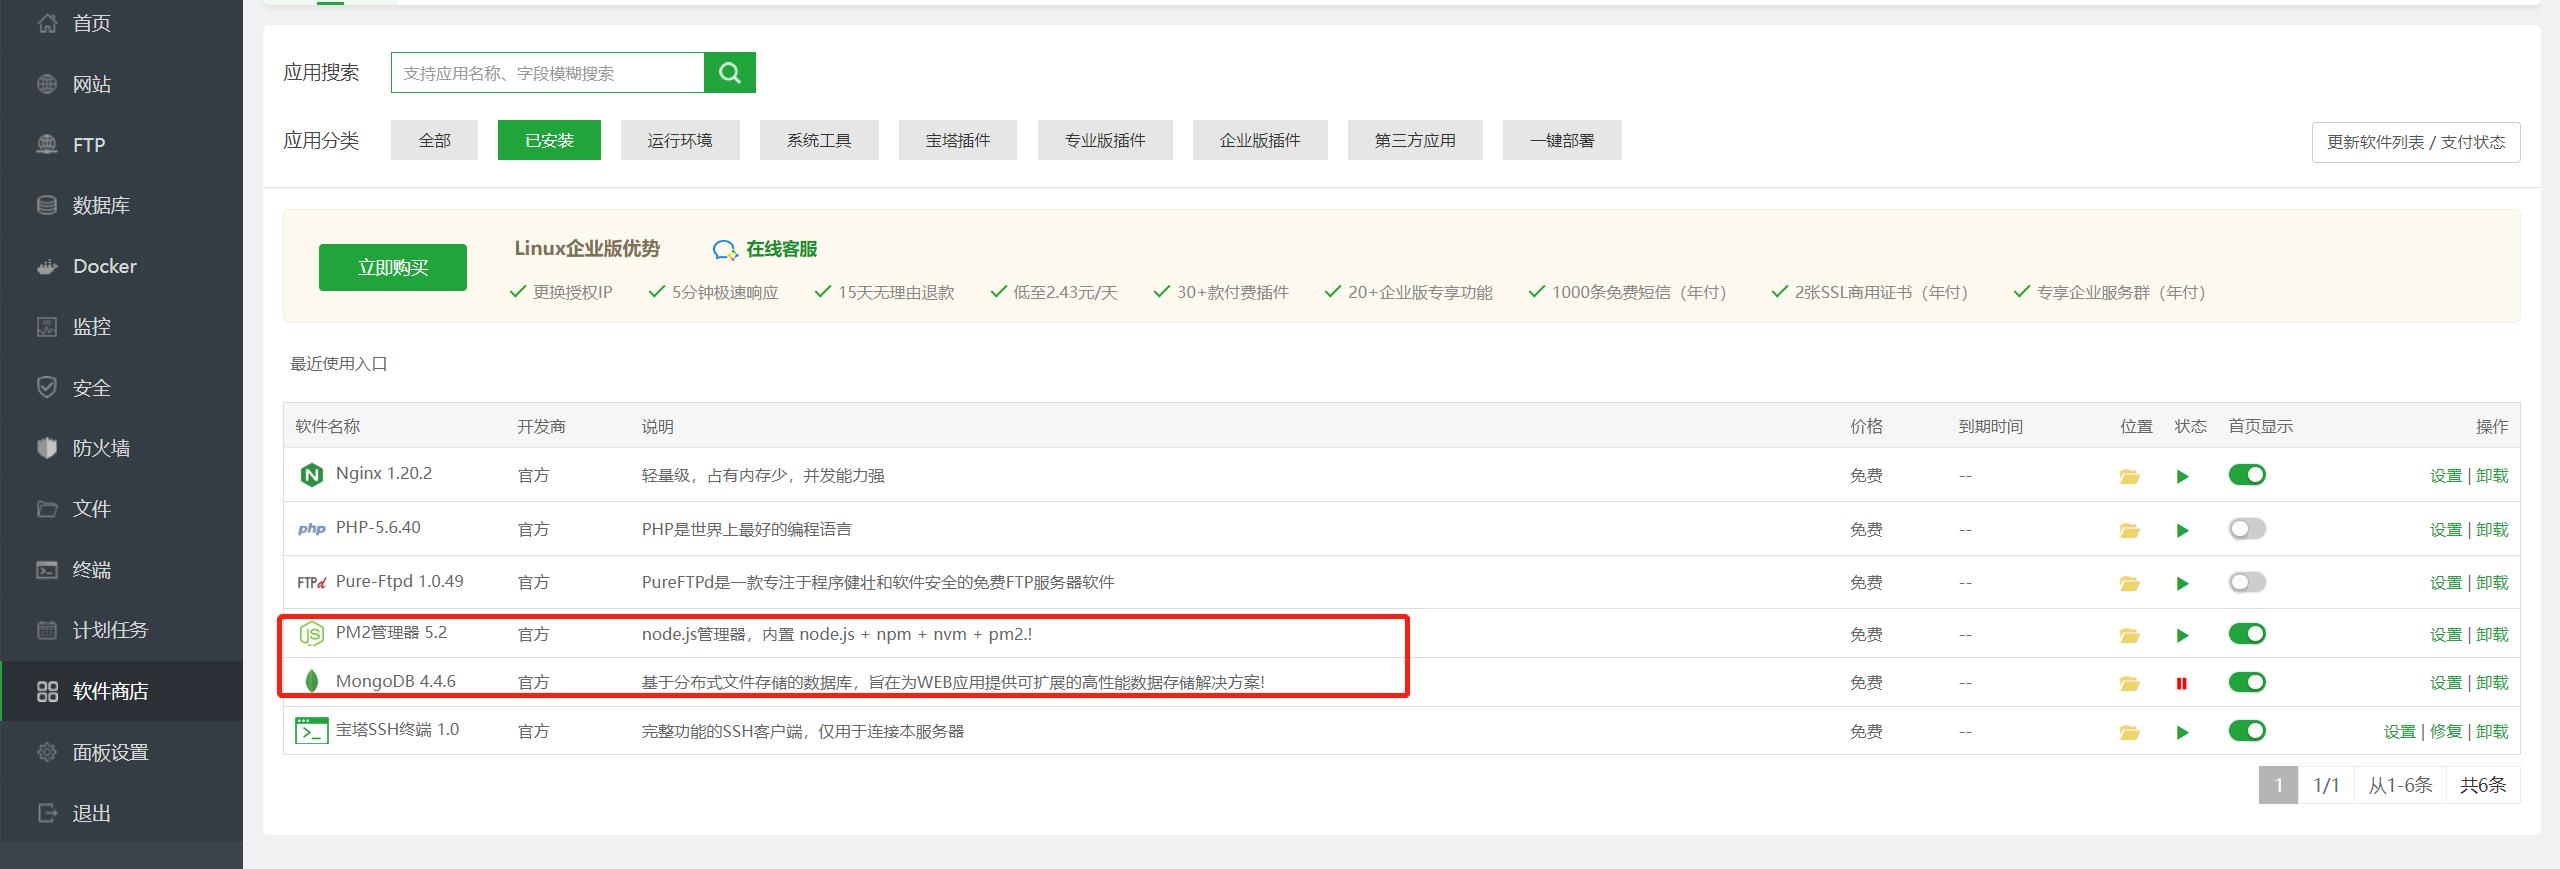 首页
网站
FTP
数据库
Docker
监控
安全
防火墙
文件
终端
计划任务
软件商店
面板设置
退出
应用搜索 支持应用名称、字段模糊搜索
应用分类 全部 已安装 运行环境 系统工具 宝塔插件 专业版插件 企业版插件 第三方应用 一键部署 更新软件列表 / 支付状态
立即购买 Linux企业版优势 在线客服
更换授权IP 5分钟极速响应 15天无理由退款 低至2.43元/天 30+款付费插件 20+企业版专享功能 1000条免费短信（年付） 2张SSL商用证书（年付） 专享企业服务群（年付）
最近使用入口
软件名称 开发商 说明 价格 到期时间 位置 状态 首页显示 操作
Nginx 1.20.2 官方 轻量级，占有内存少，并发能力强 免费 -- 设置 | 卸载
php PHP-5.6.40 官方 PHP是世界上最好的编程语言 免费 -- 设置 | 卸载
FTPd Pure-Ftpd 1.0.49 官方 PureFTPd是一款专注于程序健壮和软件安全的免费FTP服务器软件 免费 -- 设置 | 卸载
JS PM2管理器 5.2 官方 node.js管理器，内置 node.js + npm + nvm + pm2.! 免费 -- 设置 | 卸载
MongoDB 4.4.6 官方 基于分布式文件存储的数据库，旨在为WEB应用提供可扩展的高性能数据存储解决方案! 免费 -- 设置 | 卸载
宝塔SSH终端 1.0 官方 完整功能的SSH客户端，仅用于连接本服务器 免费 -- 设置 | 修复 | 卸载
1 1/1 从1-6条 共6条